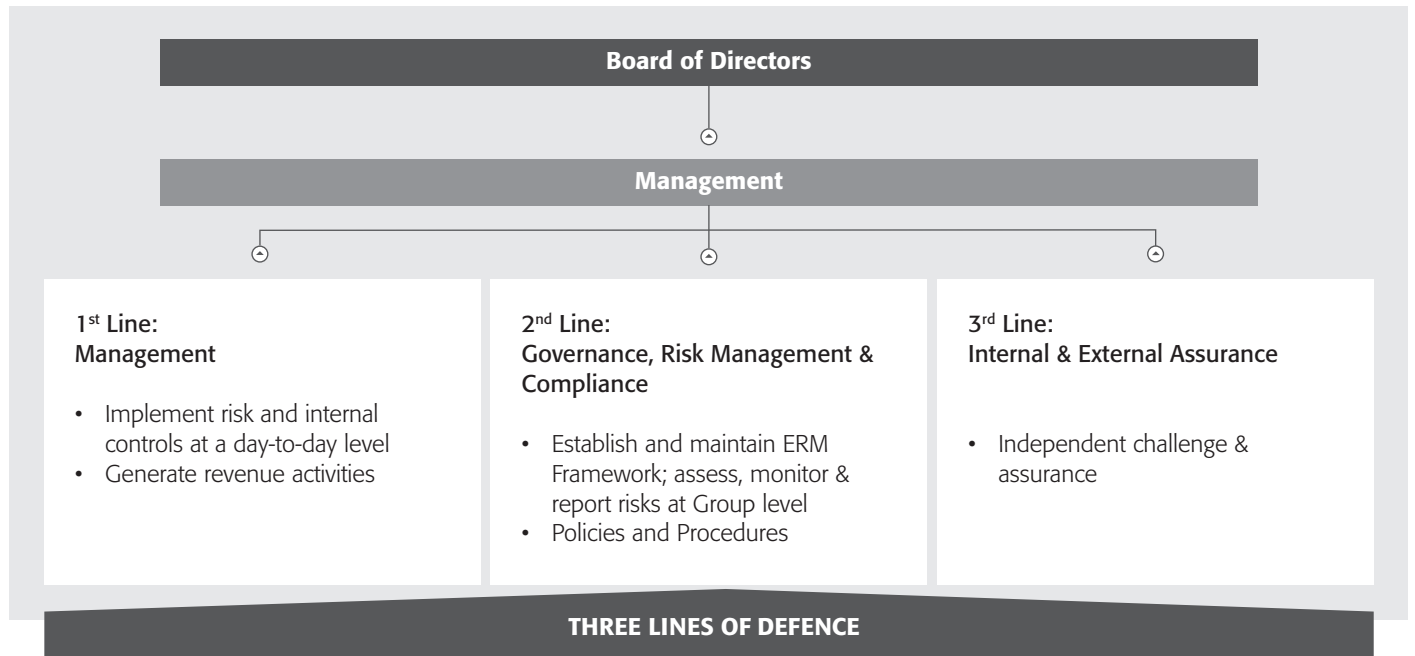 Board of Directors
Management
1st Line:
Management
• Implement risk and internal
controls at a day-to-day level
• Generate revenue activities
2nd Line:
Governance, Risk Management &
Compliance
• Establish and maintain ERM
Framework; assess, monitor &
report risks at Group level
• Policies and Procedures
3rd Line:
Internal & External Assurance
• Independent challenge &
assurance
THREE LINES OF DEFENCE